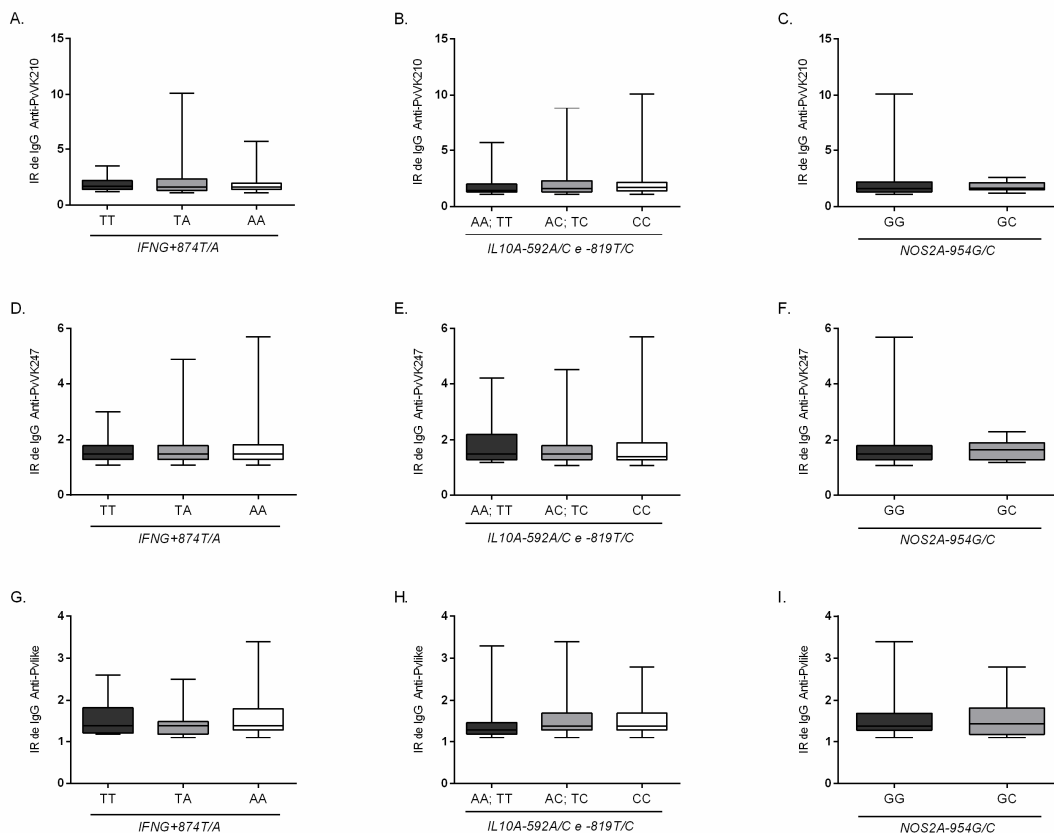 A.
IR de IgG Anti-PvVK210
15
10
5
0
TT TA AA
IFNG+874T/A
B.
IR de IgG Anti-PvVK210
15
10
5
0
AA; TT AC; TC CC
IL10A-592A/C e -819T/C
C.
IR de IgG Anti-PvVK210
15
10
5
0
GG GC
NOS2A-954G/C
D.
IR de IgG Anti-PvVK247
6
4
2
0
TT TA AA
IFNG+874T/A
E.
IR de IgG Anti-PvVK247
6
4
2
0
AA; TT AC; TC CC
IL10A-592A/C e -819T/C
F.
IR de IgG Anti-PvVK247
6
4
2
0
GG GC
NOS2A-954G/C
G.
IR de IgG Anti-Pvlike
4
3
2
1
0
TT TA AA
IFNG+874T/A
H.
IR de IgG Anti-Pvlike
4
3
2
1
0
AA; TT AC; TC CC
IL10A-592A/C e -819T/C
I.
IR de IgG Anti-Pvlike
4
3
2
1
0
GG GC
NOS2A-954G/C